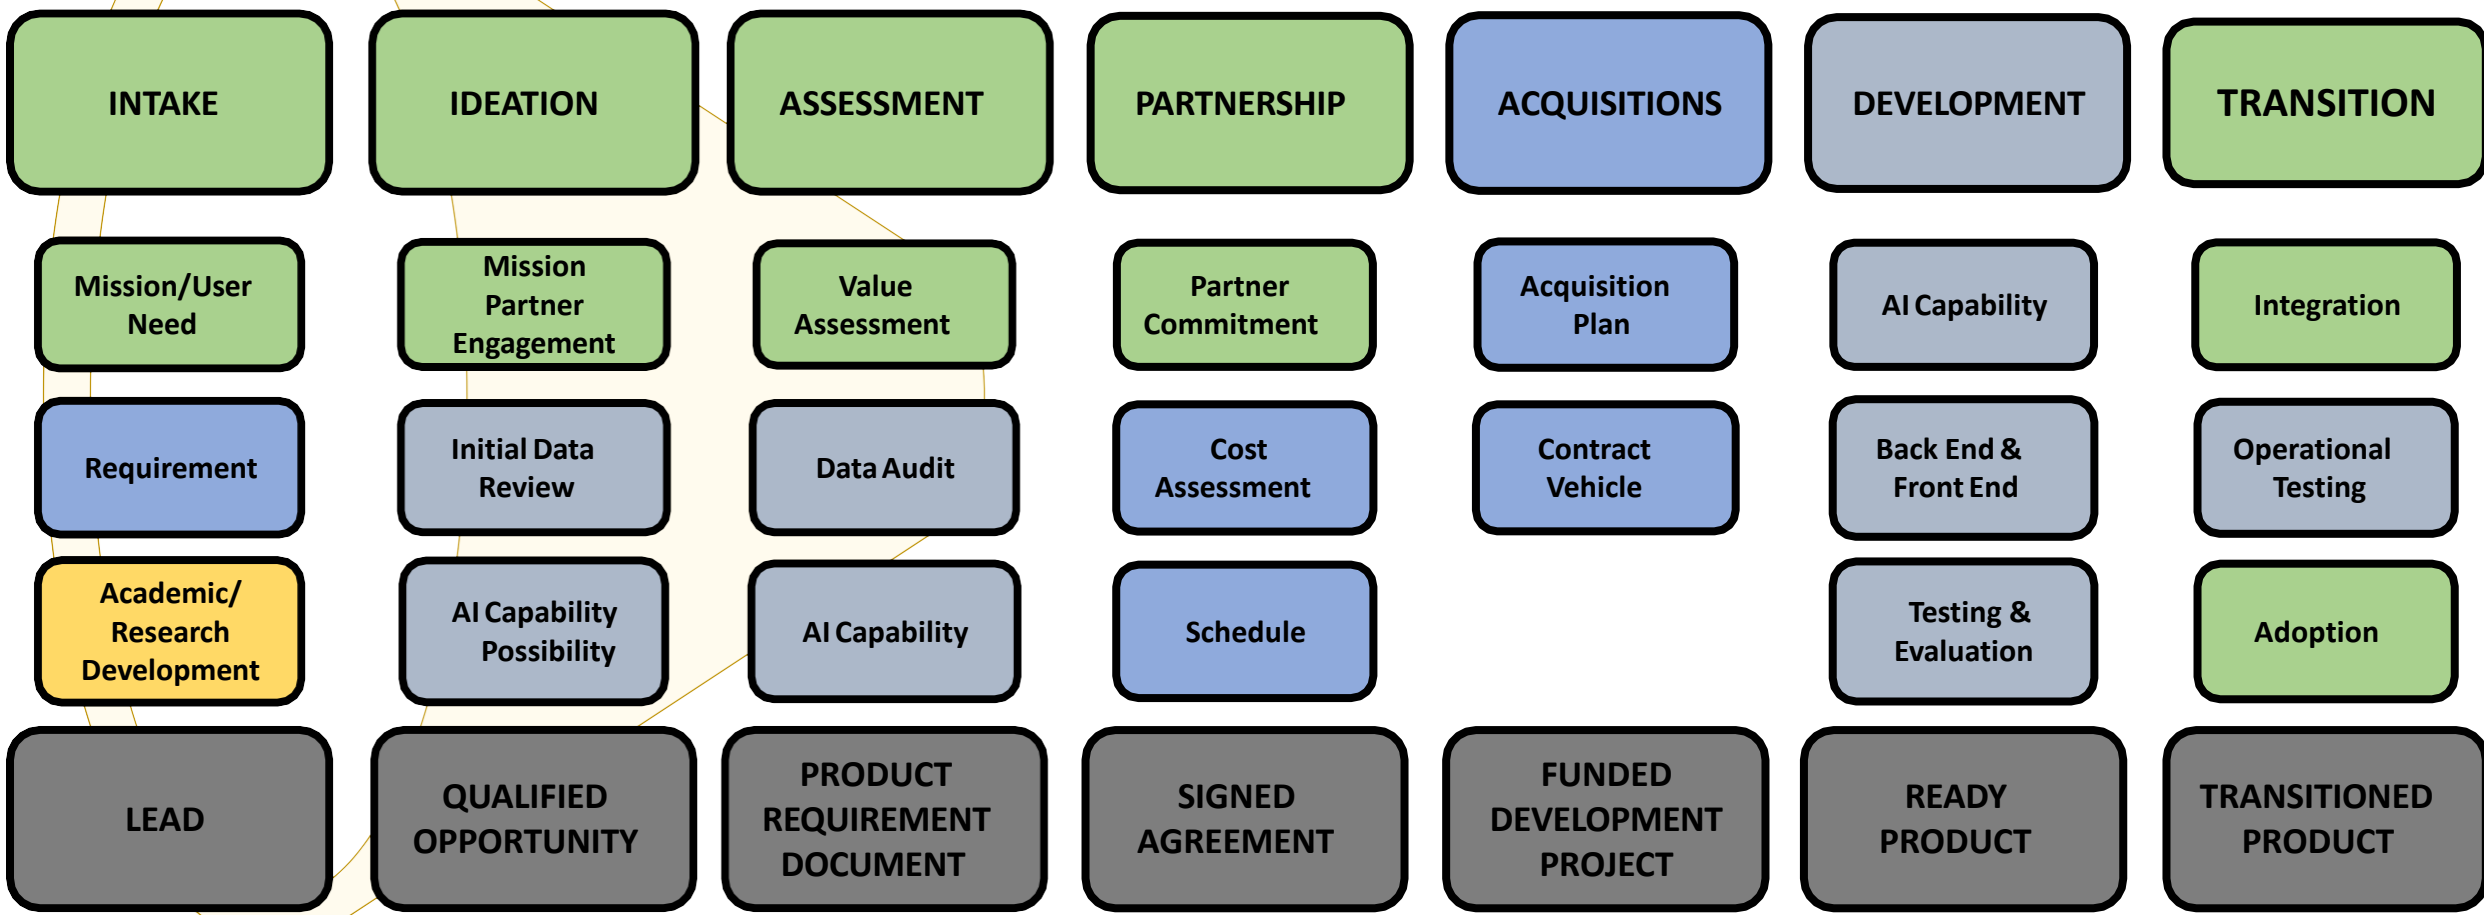 INTAKE
IDEATION
ASSESSMENT
PARTNERSHIP
ACQUISITIONS
DEVELOPMENT
TRANSITION
Mission/User
Need
Mission
Partner
Engagement
Value
Assessment
Partner
Commitment
Acquisition
Plan
AI Capability
Integration
Requirement
Initial Data
Review
Data Audit
Cost
Assessment
Contract
Vehicle
Back End &
Front End
Operational
Testing
Academic/
Research
Development
AI Capability
Possibility
AI Capability
Schedule
Testing &
Evaluation
Adoption
LEAD
QUALIFIED
OPPORTUNITY
PRODUCT
REQUIREMENT
DOCUMENT
SIGNED
AGREEMENT
FUNDED
DEVELOPMENT
PROJECT
READY
PRODUCT
TRANSITIONED
PRODUCT